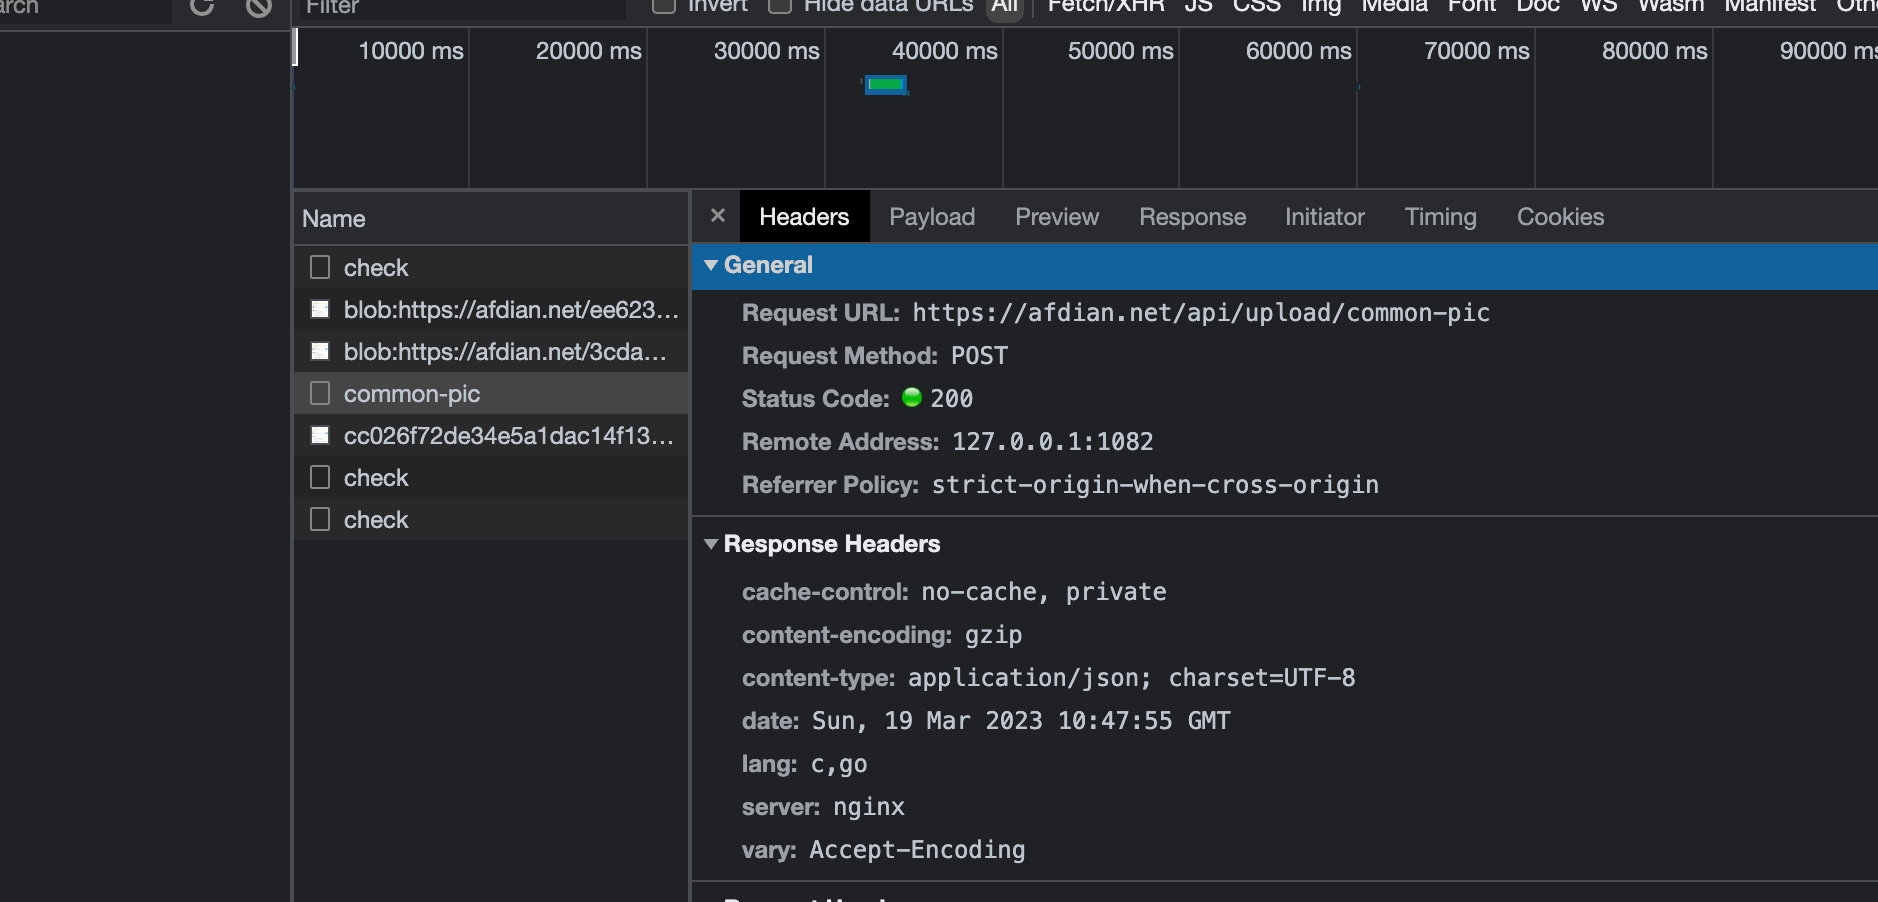 Filter Invert Hide data URLs All Fetch/XHR JS CSS Img Media Font Doc WS Wasm Manifest
10000 ms 20000 ms 30000 ms 40000 ms 50000 ms 60000 ms 70000 ms 80000 ms 90000 ms
Name
check
blob:https://afdian.net/ee623...
blob:https://afdian.net/3cda...
common-pic
cc026f72de34e5a1dac14f13...
check
check
× Headers Payload Preview Response Initiator Timing Cookies
General
Request URL: https://afdian.net/api/upload/common-pic
Request Method: POST
Status Code: 200
Remote Address: 127.0.0.1:1082
Referrer Policy: strict-origin-when-cross-origin
Response Headers
cache-control: no-cache, private
content-encoding: gzip
content-type: application/json; charset=UTF-8
date: Sun, 19 Mar 2023 10:47:55 GMT
lang: c,go
server: nginx
vary: Accept-Encoding